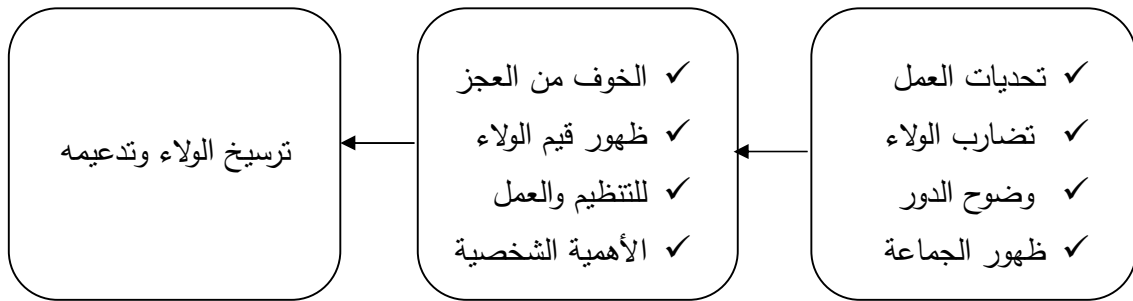 ✓ تحديات العمل
✓ تضارب الولاء
✓ وضوح الدور
✓ ظهور الجماعة
✓ الخوف من العجز
✓ ظهور قيم الولاء
✓ للتنظيم والعمل
✓ الأهمية الشخصية
ترسيخ الولاء وتدعيمه